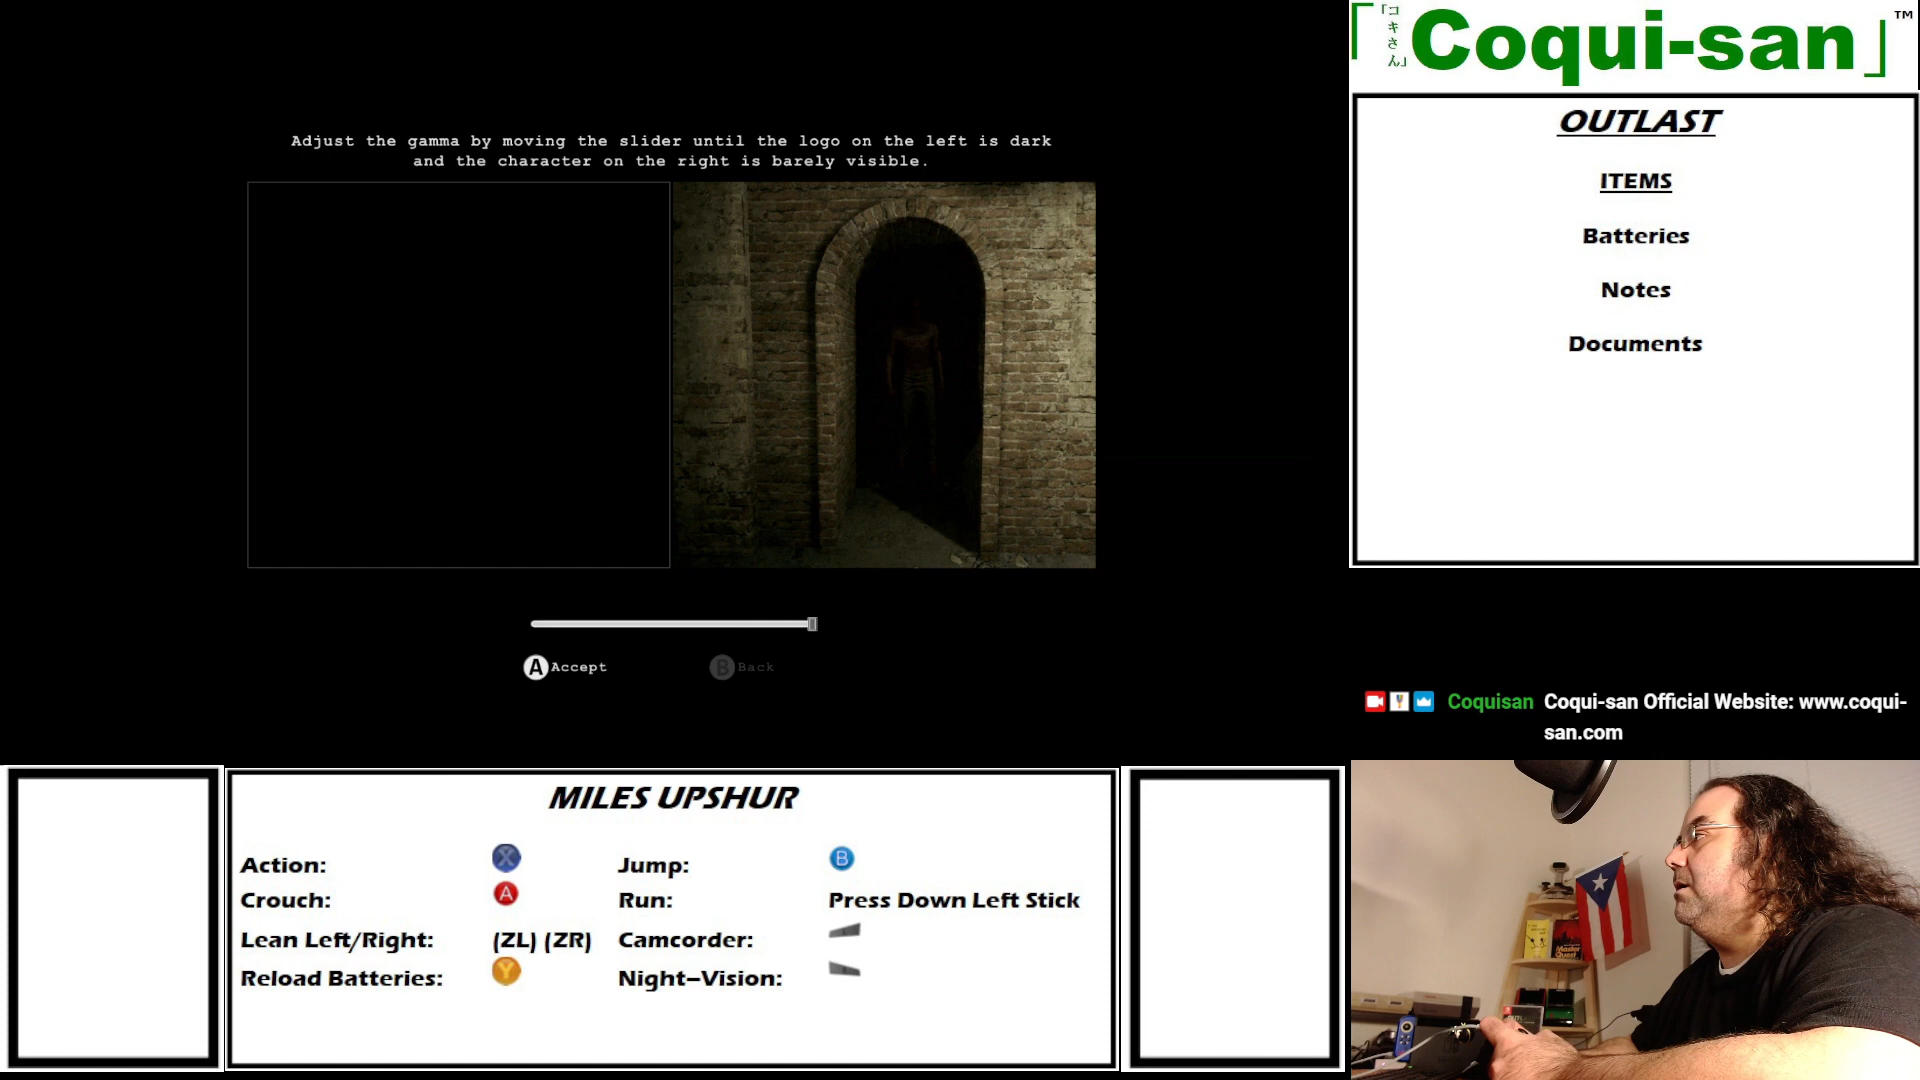 「コキさん」
「Coqui-san」™
Adjust the gamma by moving the slider until the logo on the left is dark
and the character on the right is barely visible.
A Accept
B Back
OUTLAST
ITEMS
Batteries
Notes
Documents
Coquisan Coqui-san Official Website: www.coqui-
san.com
MILES UPSHUR
Action: X Jump: B
Crouch: A Run: Press Down Left Stick
Lean Left/Right: (ZL) (ZR) Camcorder:
Reload Batteries: Y Night-Vision:
Master
Quest